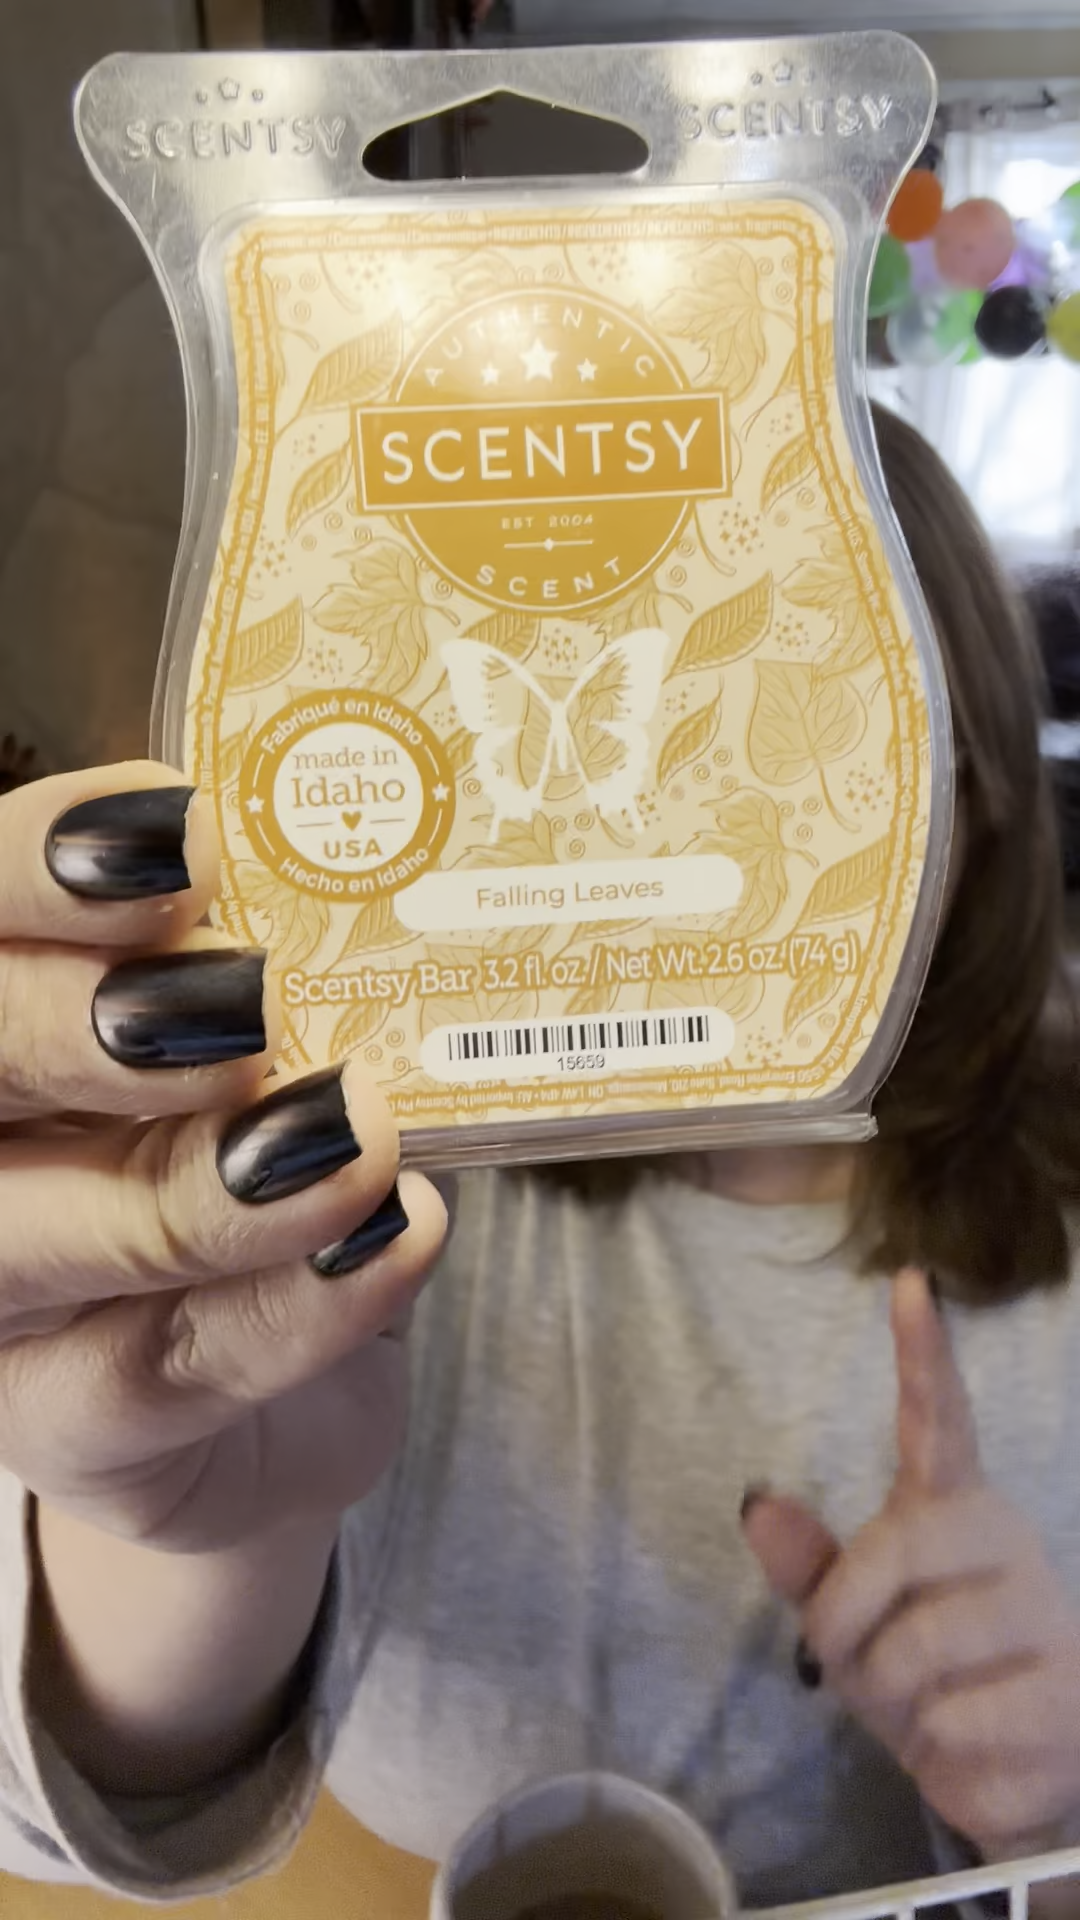 SCENTSY
SCENTSY
AUTHENTIC
SCENTSY
EST 2004
SCENT
Fabriqué en Idaho
made in
Idaho
USA
Hecho en Idaho
Falling Leaves
Scentsy Bar 3.2 fl. oz. / Net Wt. 2.6 oz. (74 g)
15659